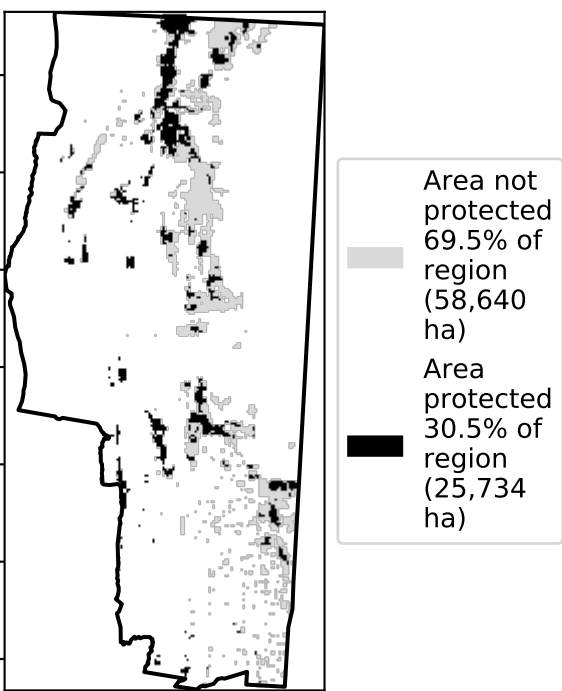 Area not
protected
69.5% of
region
(58,640
ha)
Area
protected
30.5% of
region
(25,734
ha)